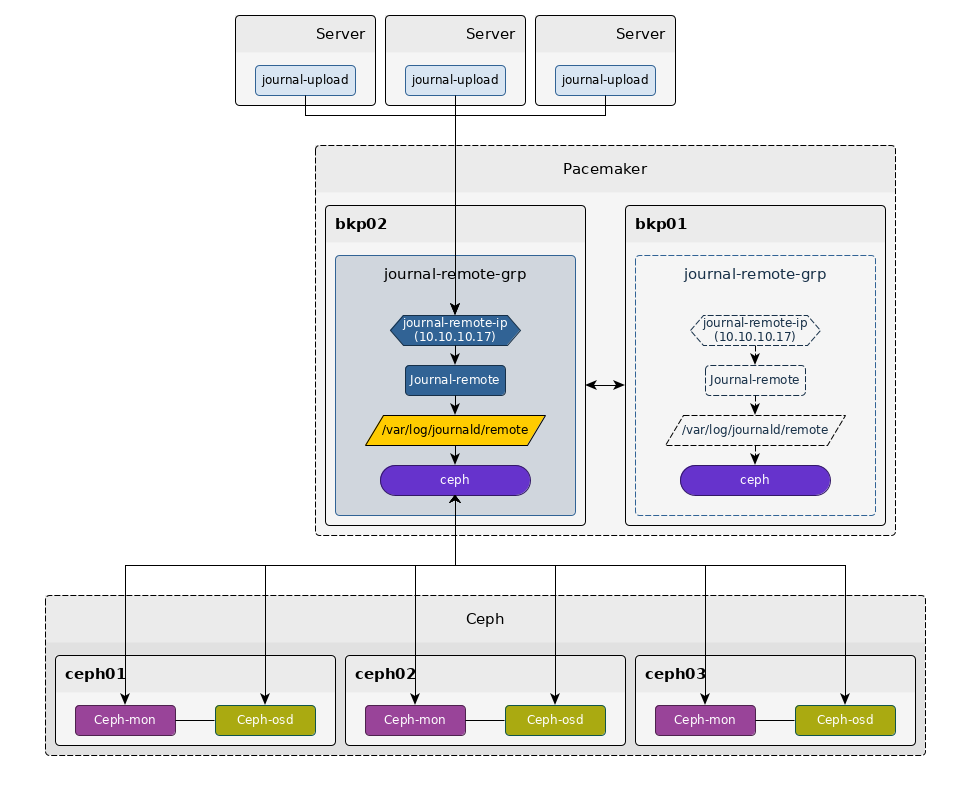 Server
Server
Server
journal-upload
journal-upload
journal-upload
Pacemaker
bkp02
journal-remote-grp
journal-remote-ip
(10.10.10.17)
Journal-remote
/var/log/journald/remote
ceph
bkp01
journal-remote-grp
journal-remote-ip
(10.10.10.17)
Journal-remote
/var/log/journald/remote
ceph
Ceph
ceph01
Ceph-mon
Ceph-osd
ceph02
Ceph-mon
Ceph-osd
ceph03
Ceph-mon
Ceph-osd